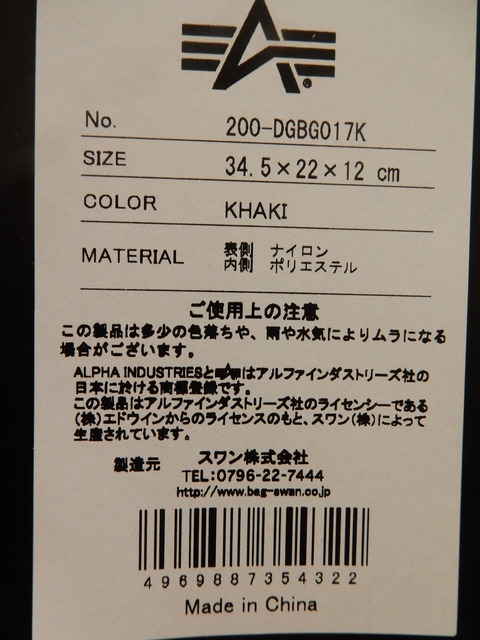 No. 200-DGBG017K
SIZE 34.5×22×12 cm
COLOR KHAKI
MATERIAL 表側 ナイロン
内側 ポリエステル
ご使用上の注意
この製品は多少の色落ちや、雨や水気によりムラになる
場合がございます。
ALPHA INDUSTRIESとはアルファインダストリーズ社の
日本に於ける商標登録です。
この製品はアルファインダストリーズ社のライセンシーである
(株)エドウインからのライセンスのもと、スワン(株)によって
生産されています。
製造元 スワン株式会社
TEL:0796-22-7444
http://www.bag-swan.co.jp
4969887354322
Made in China